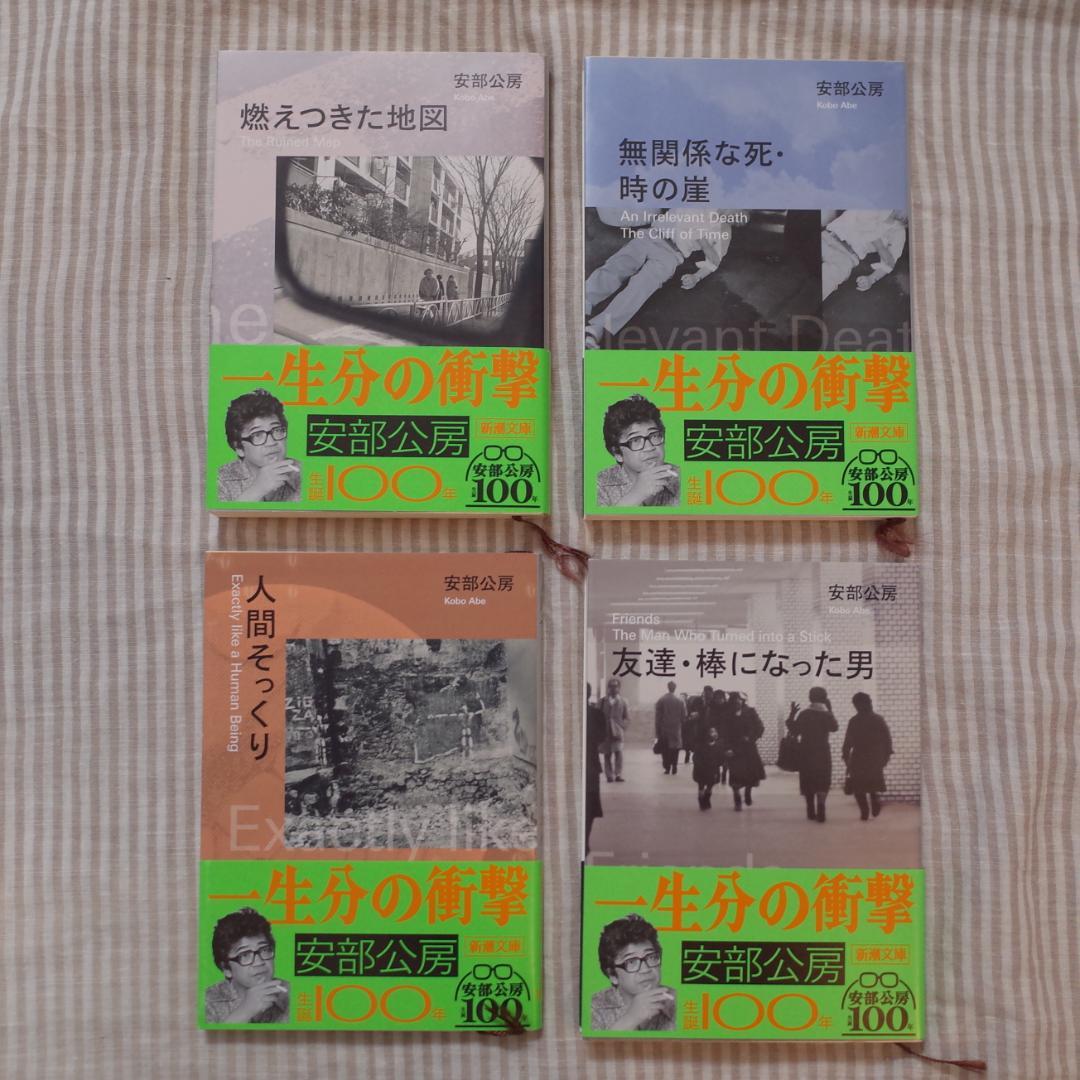 安部公房
Kobo Abe
燃えつきた地図
The Ruined Map
he
一生分の衝撃
安部公房
新潮文庫
生誕100年
安部公房
生誕100年
安部公房
Kobo Abe
無関係な死・
時の崖
An Irrelevant Death
The Cliff of Time
levant Deat
一生分の衝撃
安部公房
新潮文庫
生誕100年
安部公房
生誕100年
安部公房
Kobo Abe
人間そっくり
Exactly like a Human Being
Exactly like
一生分の衝撃
安部公房
新潮文庫
生誕100年
安部公房
生誕100年
安部公房
Kobo Abe
Friends
The Man Who Turned into a Stick
友達・棒になった男
Friends
一生分の衝撃
安部公房
新潮文庫
生誕100年
安部公房
生誕100年